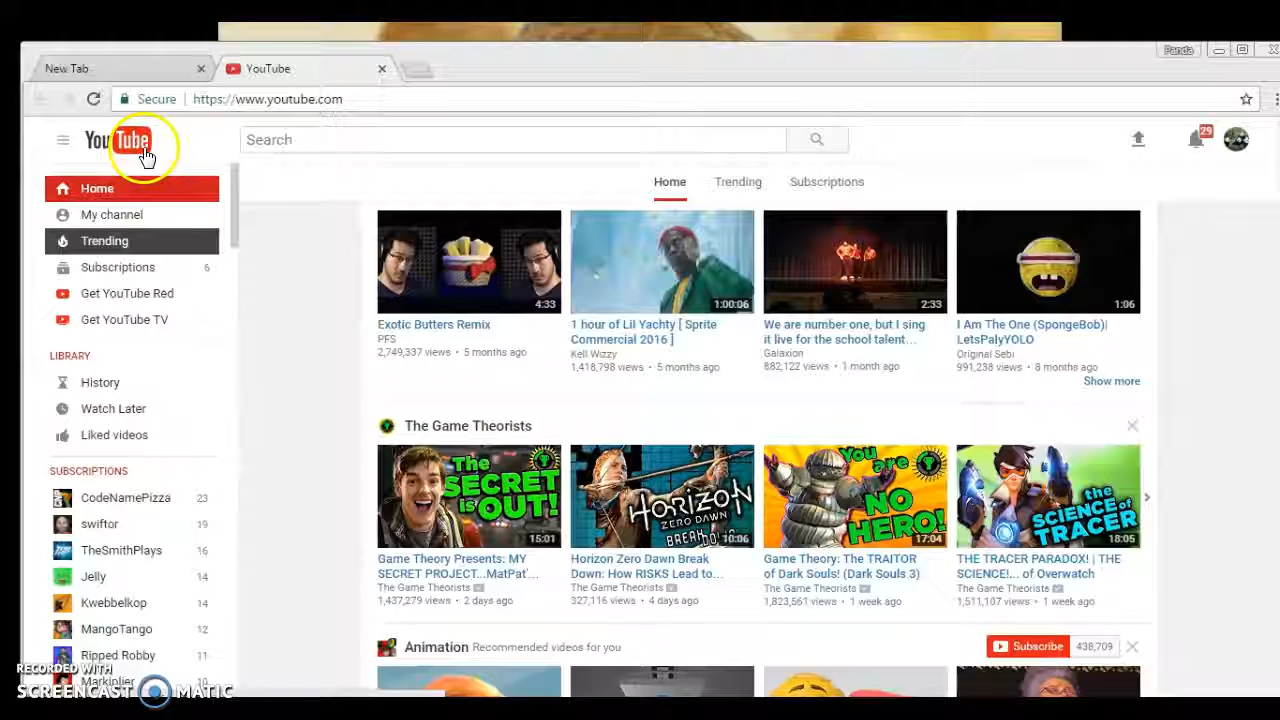 Panda
New Tab
YouTube
Secure | https://www.youtube.com
YouTube
Search
29
Home
Trending
Subscriptions
Home
My channel
Trending
Subscriptions 6
Get YouTube Red
Get YouTube TV
LIBRARY
History
Watch Later
Liked videos
SUBSCRIPTIONS
CodeNamePizza 23
swiftor 19
TheSmithPlays 16
Jelly 14
Kwebbelkop 14
MangoTango 12
Ripped Robby 11
Markiplier 10
4:33
Exotic Butters Remix
PFS
2,749,337 views • 5 months ago
1:00:06
1 hour of Lil Yachty [ Sprite
Commercial 2016 ]
Kell Wizzy
1,418,798 views • 5 months ago
2:33
We are number one, but I sing
it live for the school talent...
Galaxion
882,122 views • 1 month ago
1:06
I Am The One (SpongeBob)|
LetsPalyYOLO
Original Sebi
991,238 views • 8 months ago
Show more
The Game Theorists
The
SECRET
is OUT!
15:01
Game Theory Presents: MY
SECRET PROJECT...MatPat'...
The Game Theorists
1,437,279 views • 2 days ago
HORIZON
ZERO DAWN
BREAK DOWN
10:06
Horizon Zero Dawn Break
Down: How RISKS Lead to...
The Game Theorists
327,116 views • 4 days ago
You
are
NO
HERO!
17:04
Game Theory: The TRAITOR
of Dark Souls! (Dark Souls 3)
The Game Theorists
1,823,561 views • 1 week ago
the
SCIENCE of
TRACER
18:05
THE TRACER PARADOX! | THE
SCIENCE!... of Overwatch
The Game Theorists
1,511,107 views • 1 week ago
Animation Recommended videos for you
Subscribe 438,709
RECORDED WITH
SCREENCAST MATIC